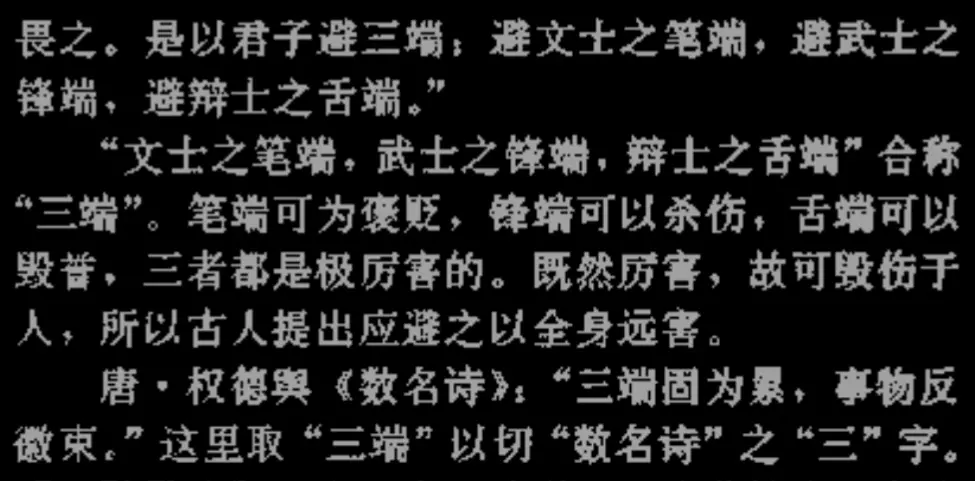 畏之。是以君子避三端：避文士之笔端，避武士之
锋端，避辩士之舌端。”
“文士之笔端，武士之锋端，辩士之舌端”合称
“三端”。笔端可为褒贬，锋端可以杀伤，舌端可以
毁誉，三者都是极厉害的。既然厉害，故可毁伤于
人，所以古人提出应避之以全身远害。
唐·权德舆《数名诗》：“三端固为累，事物反
徽束。”这里取“三端”以切“数名诗”之“三”字。